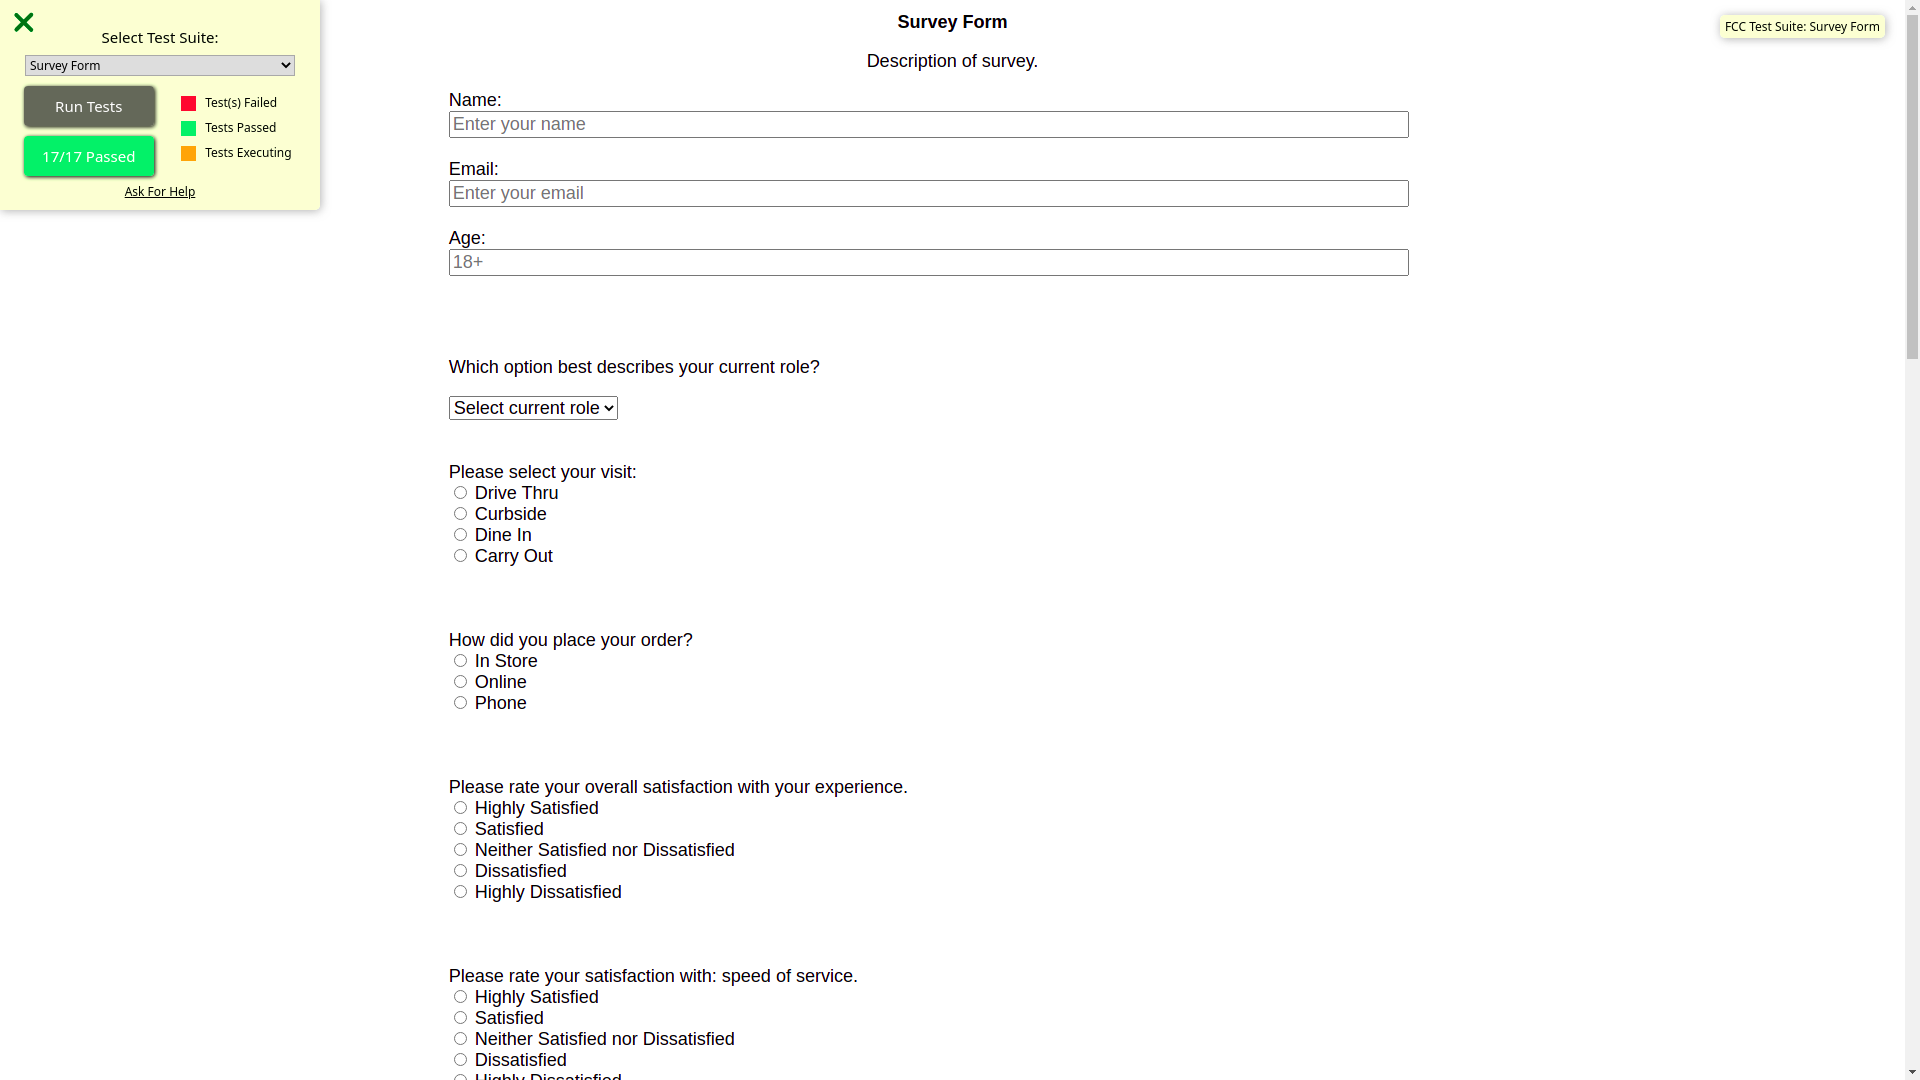 Select Test Suite:
Survey Form
Run Tests
17/17 Passed
Test(s) Failed
Tests Passed
Tests Executing
Ask For Help
FCC Test Suite: Survey Form
Survey Form
Description of survey.
Name:
Enter your name
Email:
Enter your email
Age:
18+
Which option best describes your current role?
Select current role
Please select your visit:
Drive Thru
Curbside
Dine In
Carry Out
How did you place your order?
In Store
Online
Phone
Please rate your overall satisfaction with your experience.
Highly Satisfied
Satisfied
Neither Satisfied nor Dissatisfied
Dissatisfied
Highly Dissatisfied
Please rate your satisfaction with: speed of service.
Highly Satisfied
Satisfied
Neither Satisfied nor Dissatisfied
Dissatisfied
Highly Dissatisfied